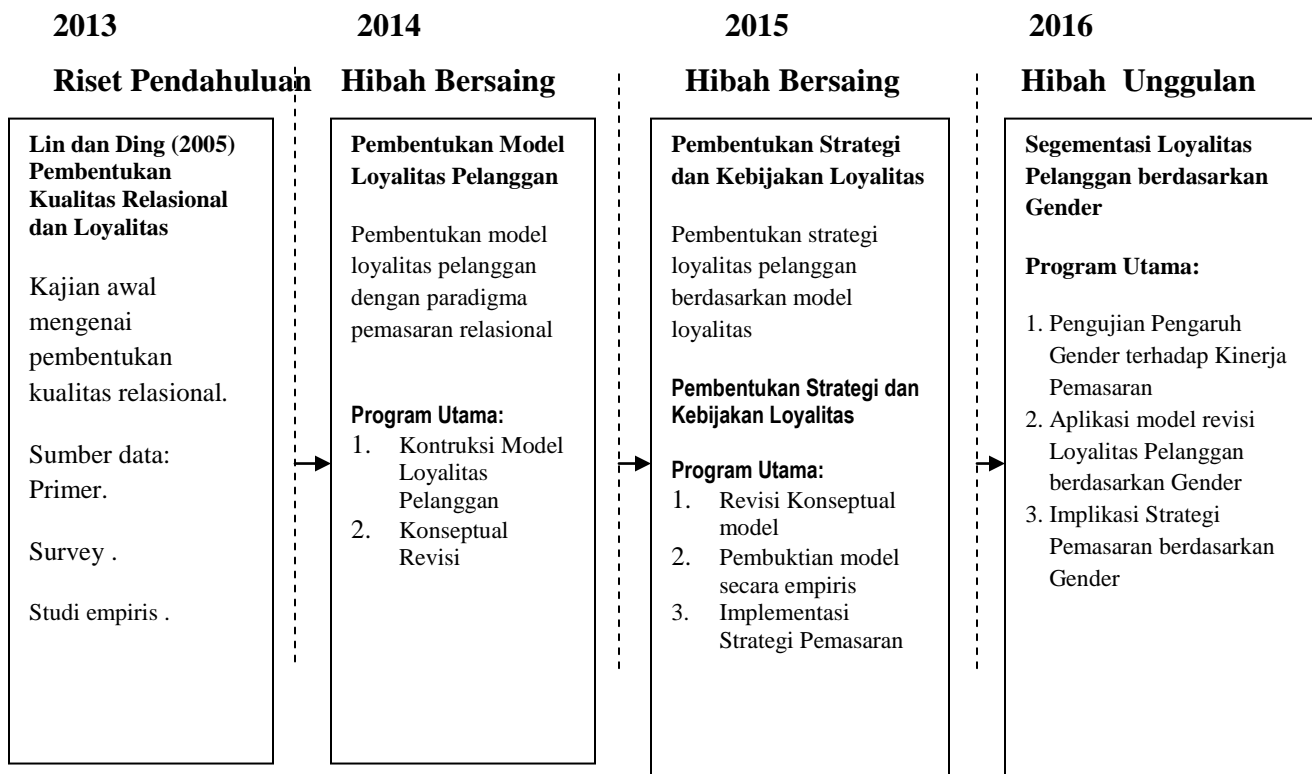 2013
2014
2015
2016
Riset Pendahuluan
Hibah Bersaing
Hibah Bersaing
Hibah Unggulan
Lin dan Ding (2005)
Pembentukan
Kualitas Relasional
dan Loyalitas
Kajian awal
mengenai
pembentukan
kualitas relasional.
Sumber data:
Primer.
Survey .
Studi empiris .
Pembentukan Model
Loyalitas Pelanggan
Pembentukan model
loyalitas pelanggan
dengan paradigma
pemasaran relasional
Program Utama:
1. Kontruksi Model
Loyalitas
Pelanggan
2. Konseptual
Revisi
Pembentukan Strategi
dan Kebijakan Loyalitas
Pembentukan strategi
loyalitas pelanggan
berdasarkan model
loyalitas
Pembentukan Strategi dan
Kebijakan Loyalitas
Program Utama:
1. Revisi Konseptual
model
2. Pembuktian model
secara empiris
3. Implementasi
Strategi Pemasaran
Segementasi Loyalitas
Pelanggan berdasarkan
Gender
Program Utama:
1. Pengujian Pengaruh
Gender terhadap Kinerja
Pemasaran
2. Aplikasi model revisi
Loyalitas Pelanggan
berdasarkan Gender
3. Implikasi Strategi
Pemasaran berdasarkan
Gender